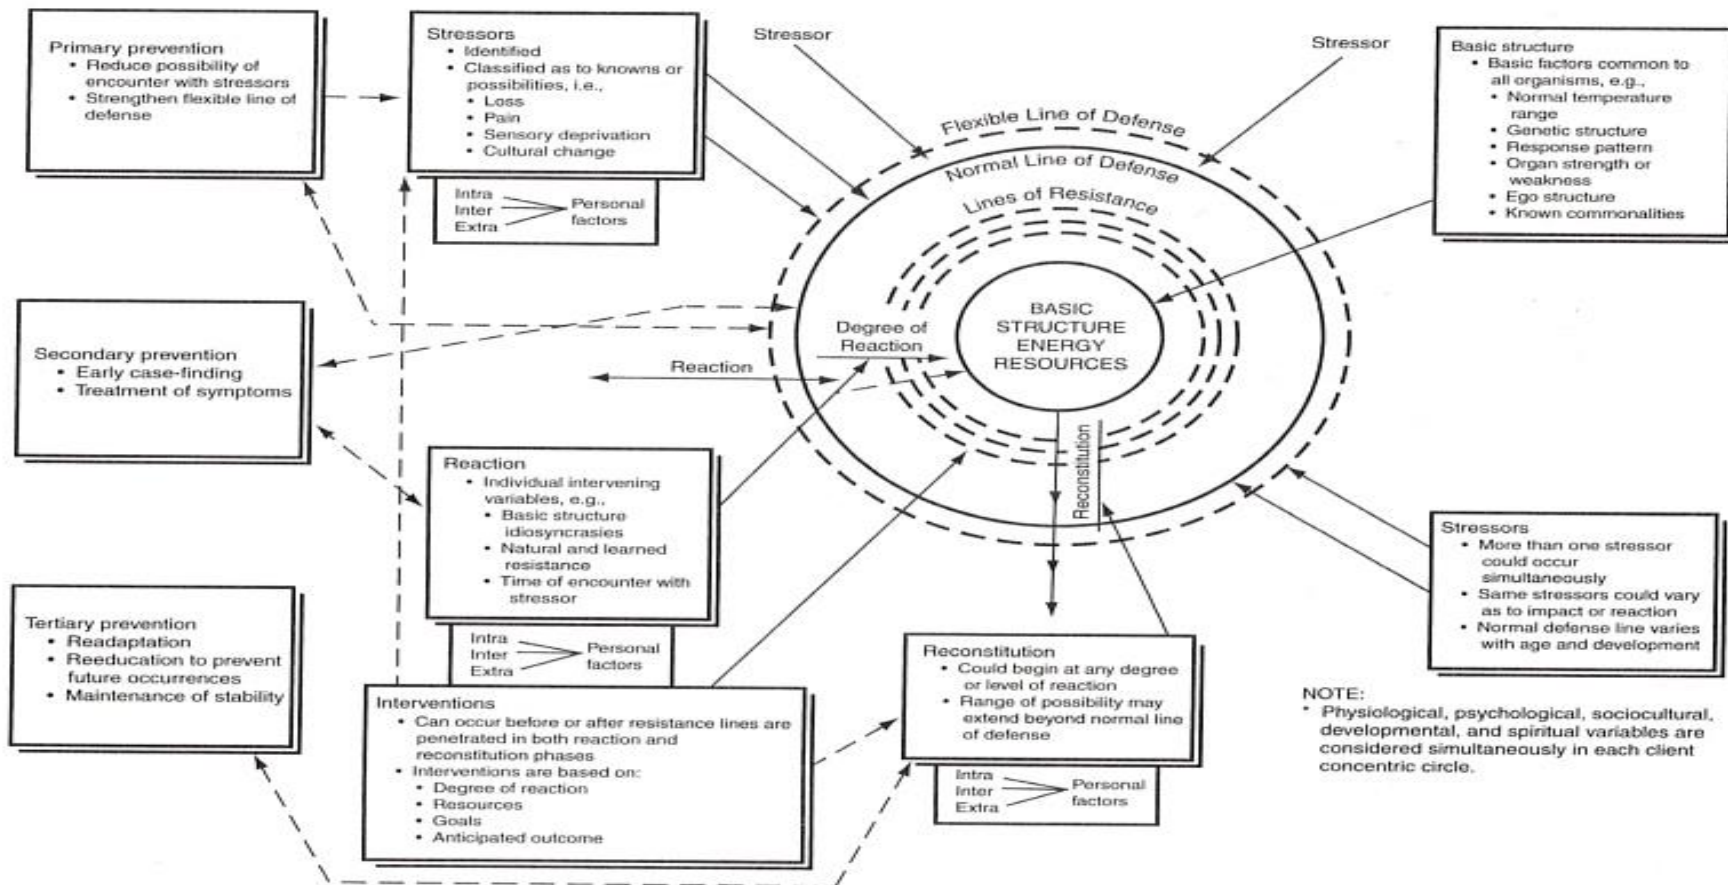 Primary prevention
• Reduce possibility of
encounter with stressors
• Strengthen flexible line of
defense
Stressors
• Identified
• Classified as to knowns or
possibilities, i.e.,
• Loss
• Pain
• Sensory deprivation
• Cultural change
Intra
Inter
Extra
Personal
factors
Stressor
Stressor
Basic structure
• Basic factors common to
all organisms, e.g.,
• Normal temperature
range
• Genetic structure
• Response pattern
• Organ strength or
weakness
• Ego structure
• Known commonalities
Flexible Line of Defense
Normal Line of Defense
Lines of Resistance
BASIC
STRUCTURE
ENERGY
RESOURCES
Degree of
Reaction
Reaction
Reconstitution
Secondary prevention
• Early case-finding
• Treatment of symptoms
Reaction
• Individual intervening
variables, e.g.,
• Basic structure
idiosyncrasies
• Natural and learned
resistance
• Time of encounter with
stressor
Intra
Inter
Extra
Personal
factors
Stressors
• More than one stressor
could occur
simultaneously
• Same stressors could vary
as to impact or reaction
• Normal defense line varies
with age and development
Tertiary prevention
• Readaptation
• Reeducation to prevent
future occurrences
• Maintenance of stability
Interventions
• Can occur before or after resistance lines are
penetrated in both reaction and
reconstitution phases
• Interventions are based on:
• Degree of reaction
• Resources
• Goals
• Anticipated outcome
Reconstitution
• Could begin at any degree
or level of reaction
• Range of possibility may
extend beyond normal line
of defense
Intra
Inter
Extra
Personal
factors
NOTE:
* Physiological, psychological, sociocultural,
developmental, and spiritual variables are
considered simultaneously in each client
concentric circle.